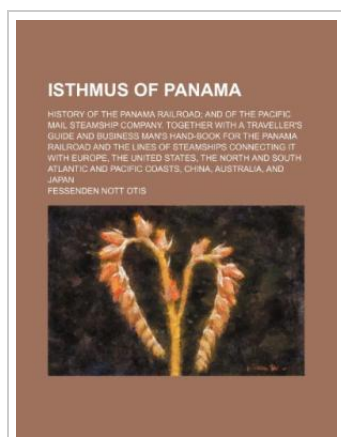 ISTHMUS OF PANAMA
HISTORY OF THE PANAMA RAILROAD; AND OF THE PACIFIC
MAIL STEAMSHIP COMPANY. TOGETHER WITH A TRAVELLER'S
GUIDE AND BUSINESS MAN'S HAND-BOOK FOR THE PANAMA
RAILROAD AND THE LINES OF STEAMSHIPS CONNECTING IT
WITH EUROPE, THE UNITED STATES, THE NORTH AND SOUTH
ATLANTIC AND PACIFIC COASTS, CHINA, AUSTRALIA, AND
JAPAN
FESSENDEN NOTT OTIS